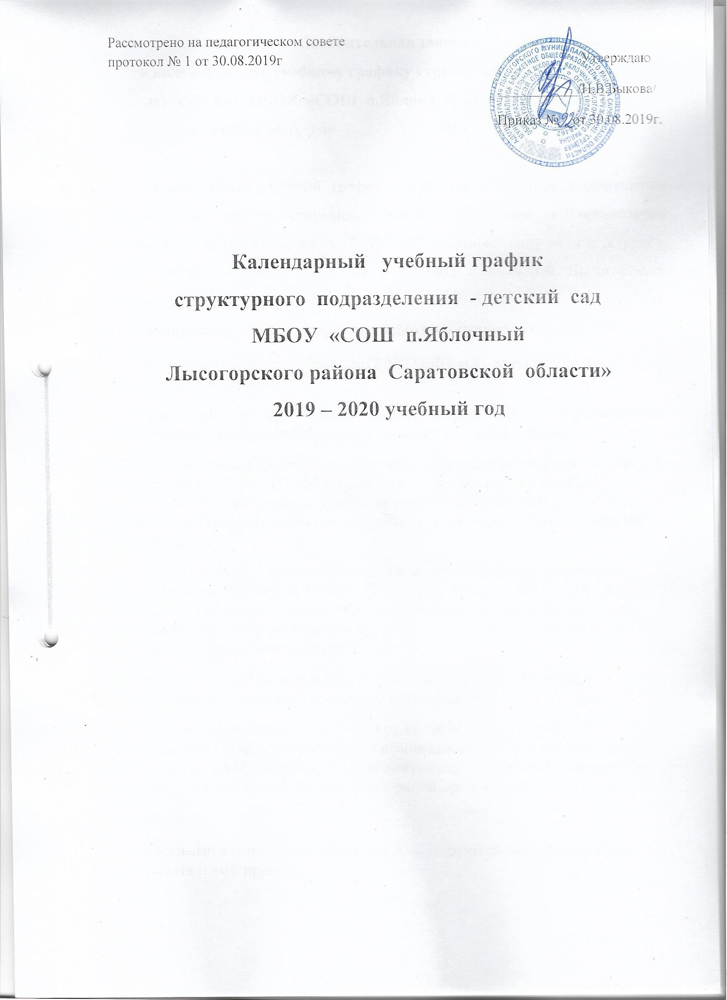 Рассмотрено на педагогическом совете
протокол № 1 от 30.08.2019г
Утверждаю
/Н.В.Быкова/
Приказ № 92 от 30.08.2019г.
Календарный учебный график
структурного подразделения - детский сад
МБОУ «СОШ п.Яблочный
Лысогорского района Саратовской области»
2019 – 2020 учебный год